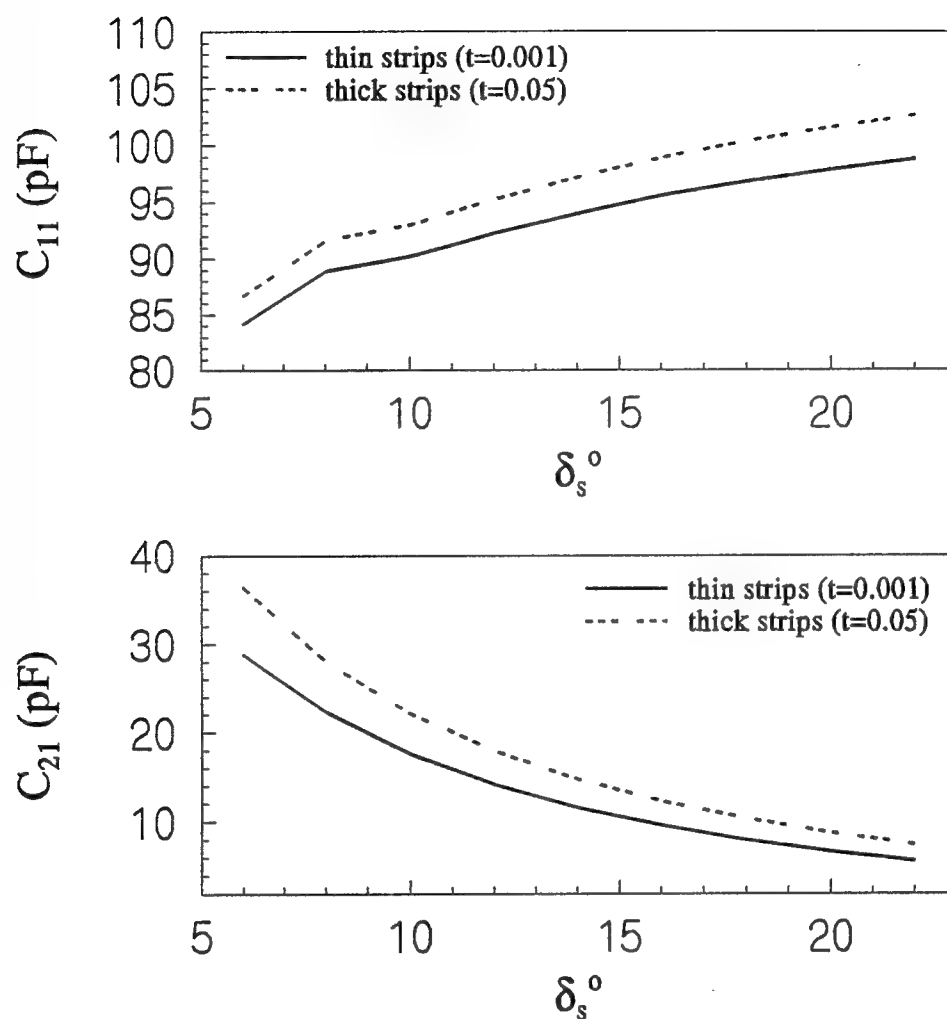 110
105
100
95
90
85
80
C11 (pF)
thin strips (t=0.001)
thick strips (t=0.05)
5 10 15 20
δs°
40
30
20
10
C21 (pF)
thin strips (t=0.001)
thick strips (t=0.05)
5 10 15 20
δs°